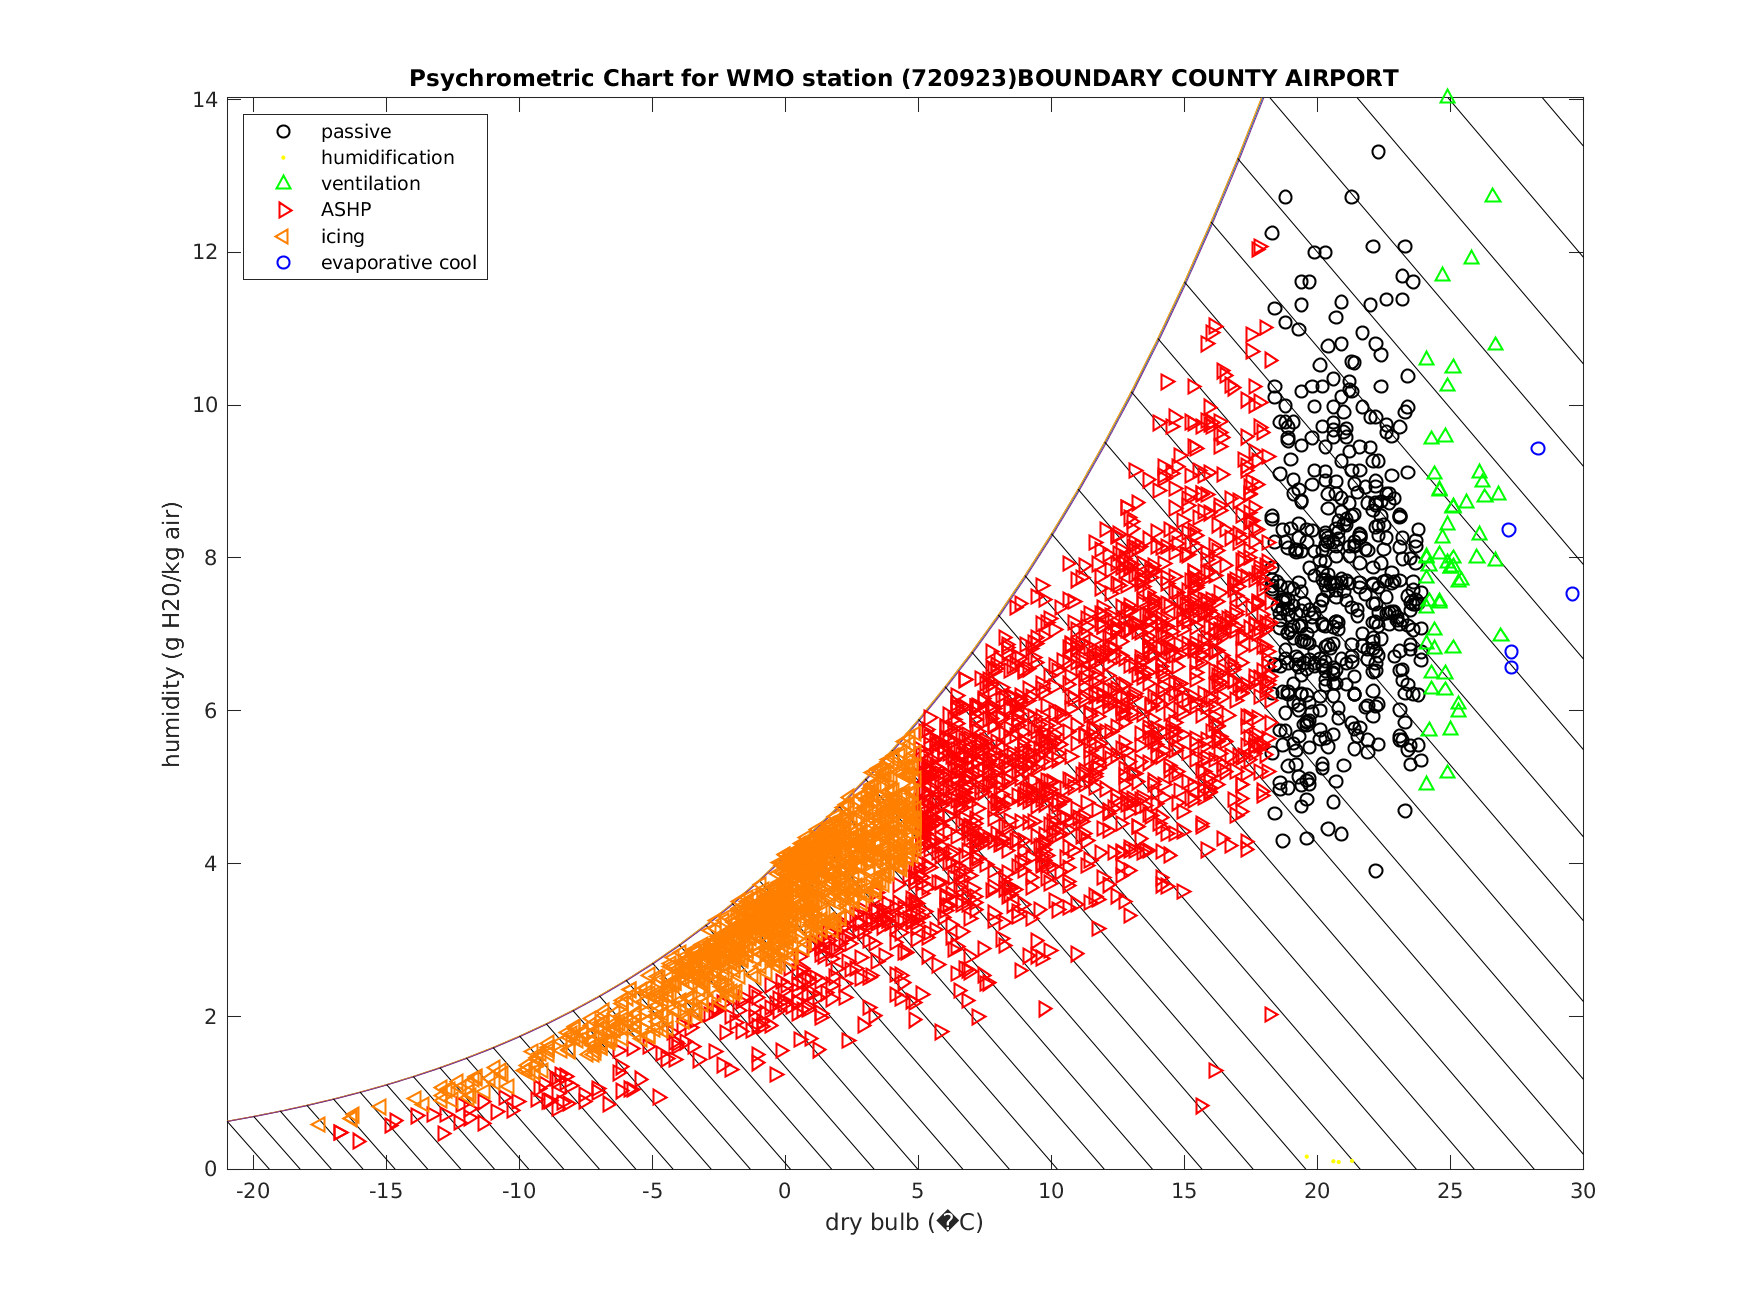 Psychrometric Chart for WMO station (720923)BOUNDARY COUNTY AIRPORT
passive
humidification
ventilation
ASHP
icing
evaporative cool
humidity (g H20/kg air)
14
12
10
8
6
4
2
0
-20 -15 -10 -5 0 5 10 15 20 25 30
dry bulb (�C)